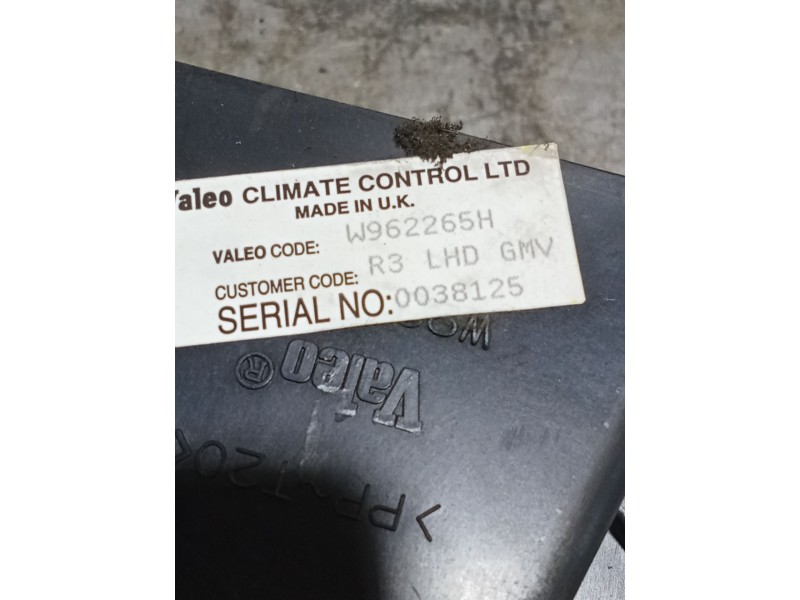 Valeo CLIMATE CONTROL LTD
MADE IN U.K.
VALEO CODE: W962265H
CUSTOMER CODE: R3 LHD GMV
SERIAL NO: 0038125
Valeo ®